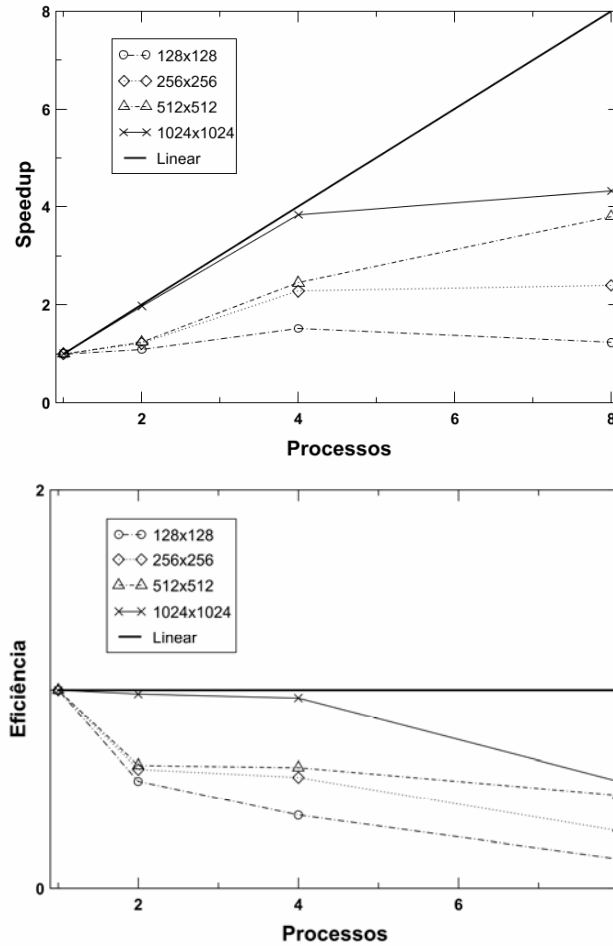 8
6
4
2
0
Speedup
128x128
256x256
512x512
1024x1024
Linear
2
4
6
8
Processos
2
0
Eficiência
128x128
256x256
512x512
1024x1024
Linear
2
4
6
Processos